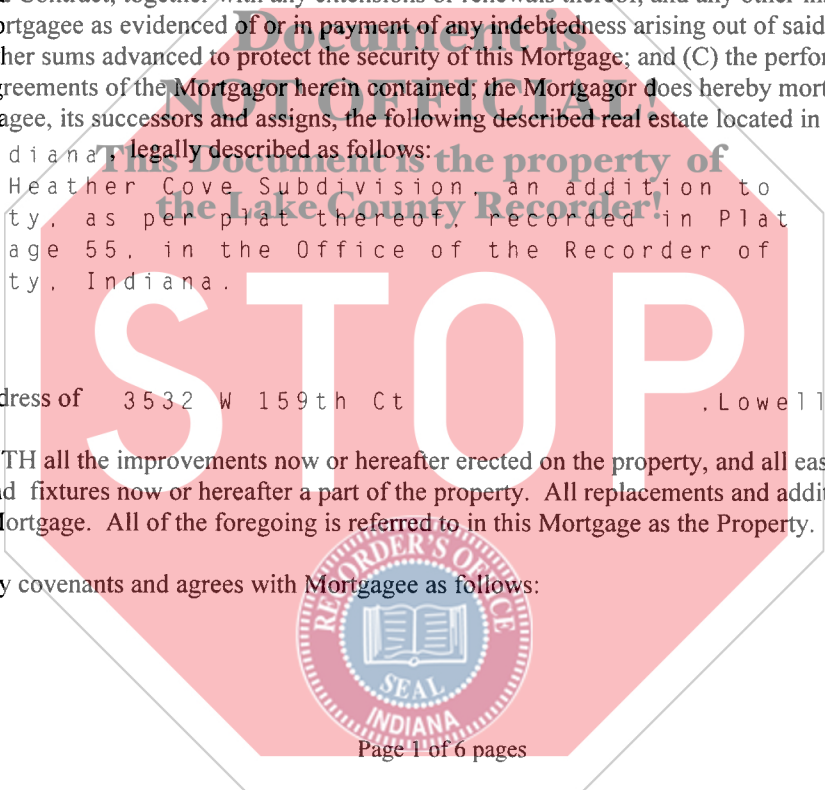 d Contract, together with any extensions or renewals thereof, and any other in
ortgagee as evidenced of or in payment of any indebtedness arising out of said
Document is
her sums advanced to protect the security of this Mortgage; and (C) the perfor
greements of the Mortgagor herein contained; the Mortgagor does hereby mort
NOT OFFICIAL!
agee, its successors and assigns, the following described real estate located in
diana, legally described as follows:
This Document is the property of
Heather Cove Subdivision, an addition to
the Lake County Recorder!
ty, as per plat thereof, recorded in Plat
age 55, in the Office of the Recorder of
ty, Indiana.
STOP
dress of 3532 W 159th Ct ,Lowell
TH all the improvements now or hereafter erected on the property, and all eas
d fixtures now or hereafter a part of the property. All replacements and addit
Mortgage. All of the foregoing is referred to in this Mortgage as the Property.
RECORDER'S OFFICE
y covenants and agrees with Mortgagee as follows:
SEAL
INDIANA
Page 1 of 6 pages